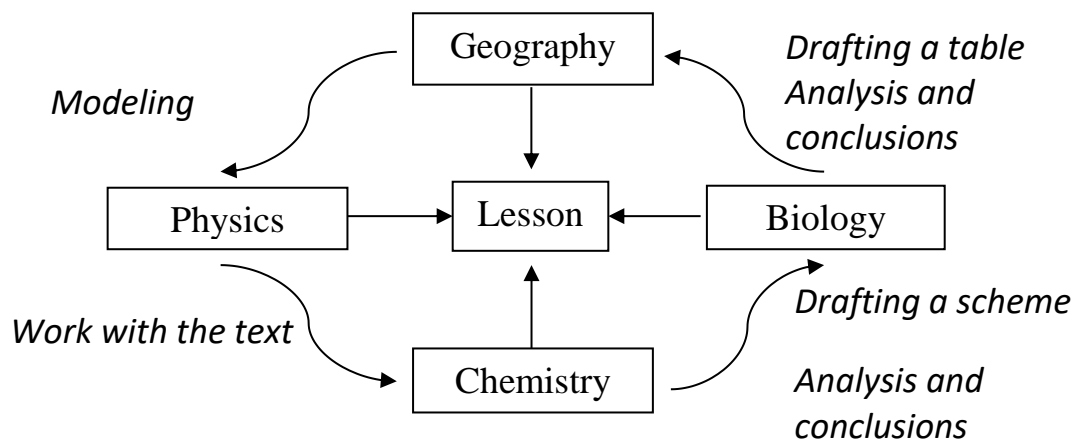 Geography
Drafting a table
Analysis and
conclusions
Modeling
Physics
Lesson
Biology
Work with the text
Drafting a scheme
Chemistry
Analysis and
conclusions